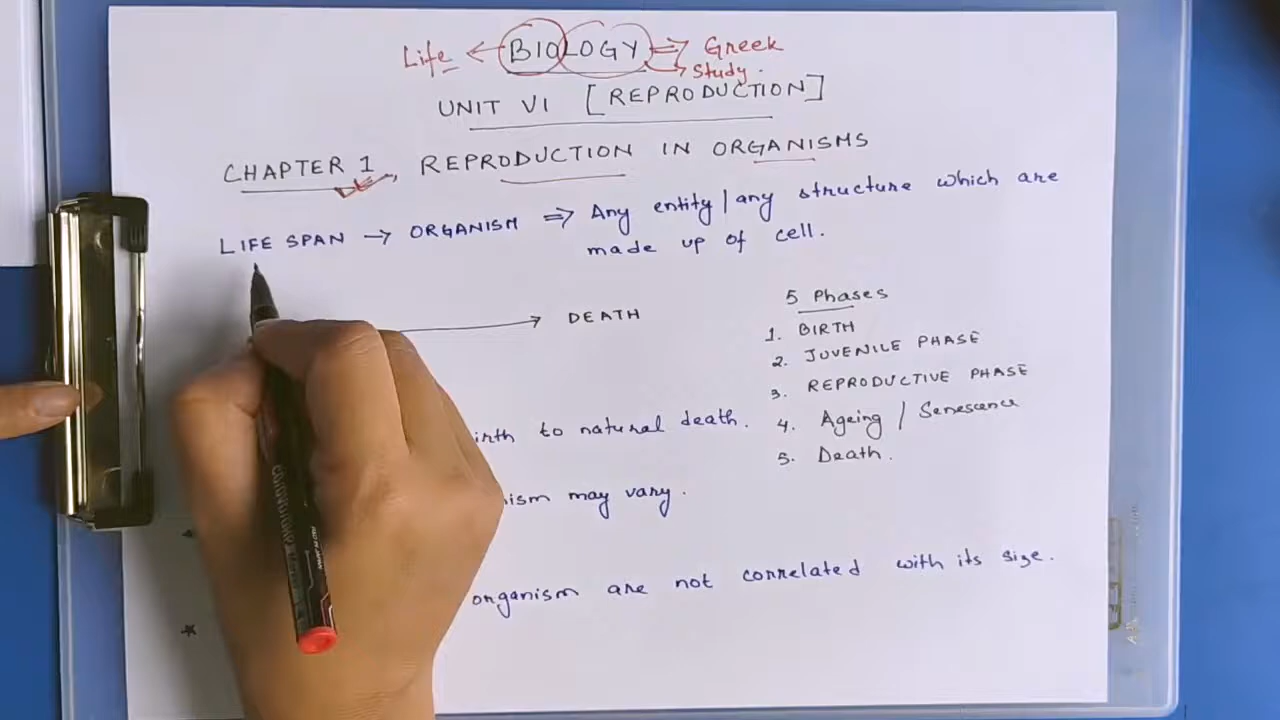 Life ← BIOLOGY ⇒ Greek
→ Study.
UNIT VI [REPRODUCTION]
CHAPTER 1, REPRODUCTION IN ORGANISMS
LIFE SPAN → ORGANISM ⇒ Any entity/any structure which are
made up of cell.
→ DEATH
5 Phases
1. BIRTH
2. JUVENILE PHASE
3. REPRODUCTIVE PHASE
4. Ageing / Senescence
5. Death.
irth to natural death.
nism may vary.
* organism are not correlated with its size.